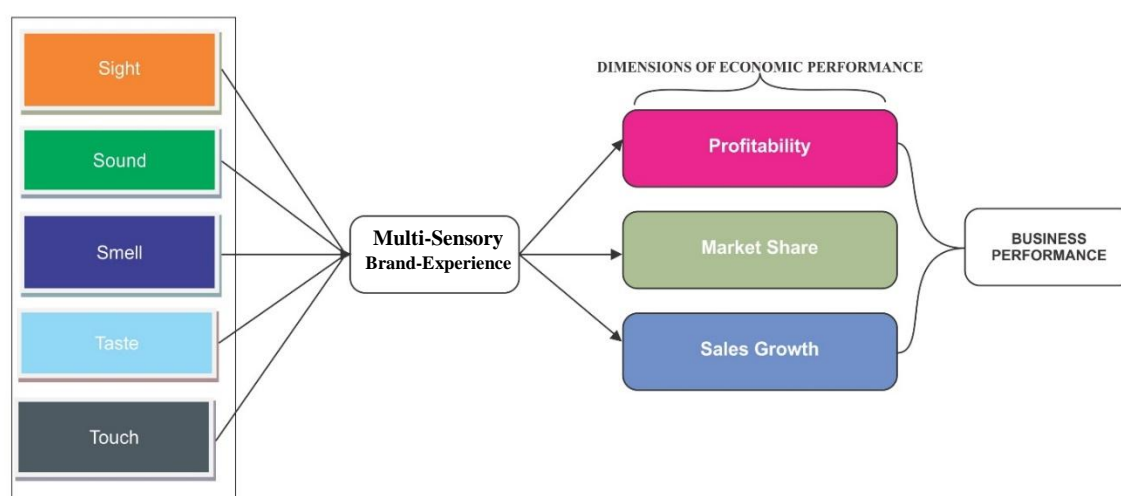 Sight
Sound
Smell
Taste
Touch
Multi-Sensory
Brand-Experience
DIMENSIONS OF ECONOMIC PERFORMANCE
Profitability
Market Share
Sales Growth
BUSINESS
PERFORMANCE